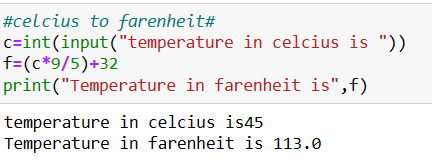 #celcius to farenheit#
c=int(input("temperature in celcius is "))
f=(c*9/5)+32
print("Temperature in farenheit is",f)
temperature in celcius is45
Temperature in farenheit is 113.0